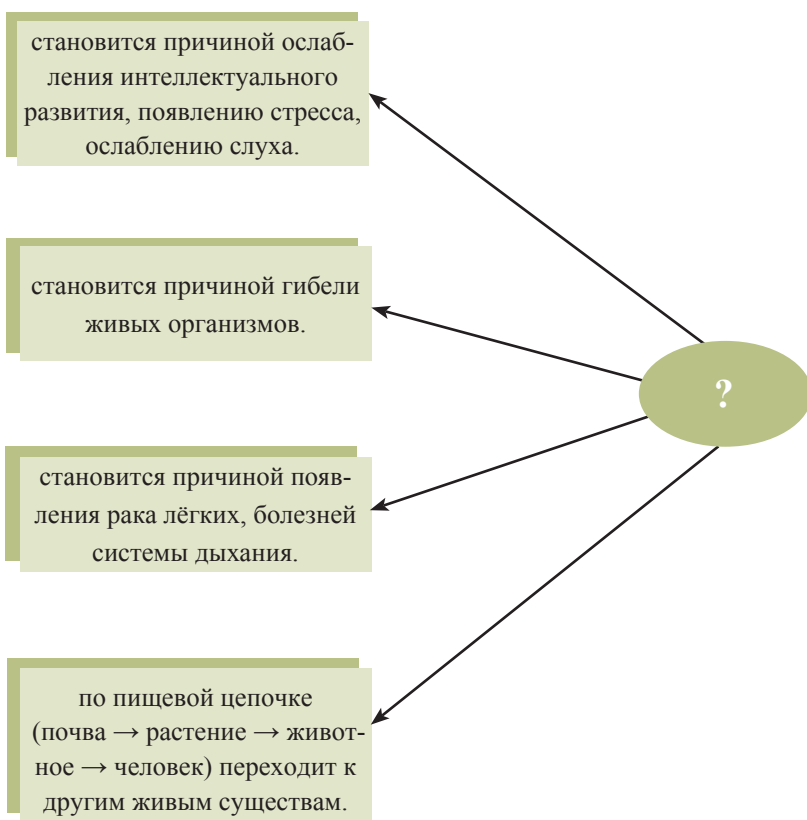 становится причиной ослаб-
ления интеллектуального
развития, появлению стресса,
ослаблению слуха.
становится причиной гибели
живых организмов.
?
становится причиной появ-
ления рака лёгких, болезней
системы дыхания.
по пищевой цепочке
(почва → растение → живот-
ное → человек) переходит к
другим живым существам.